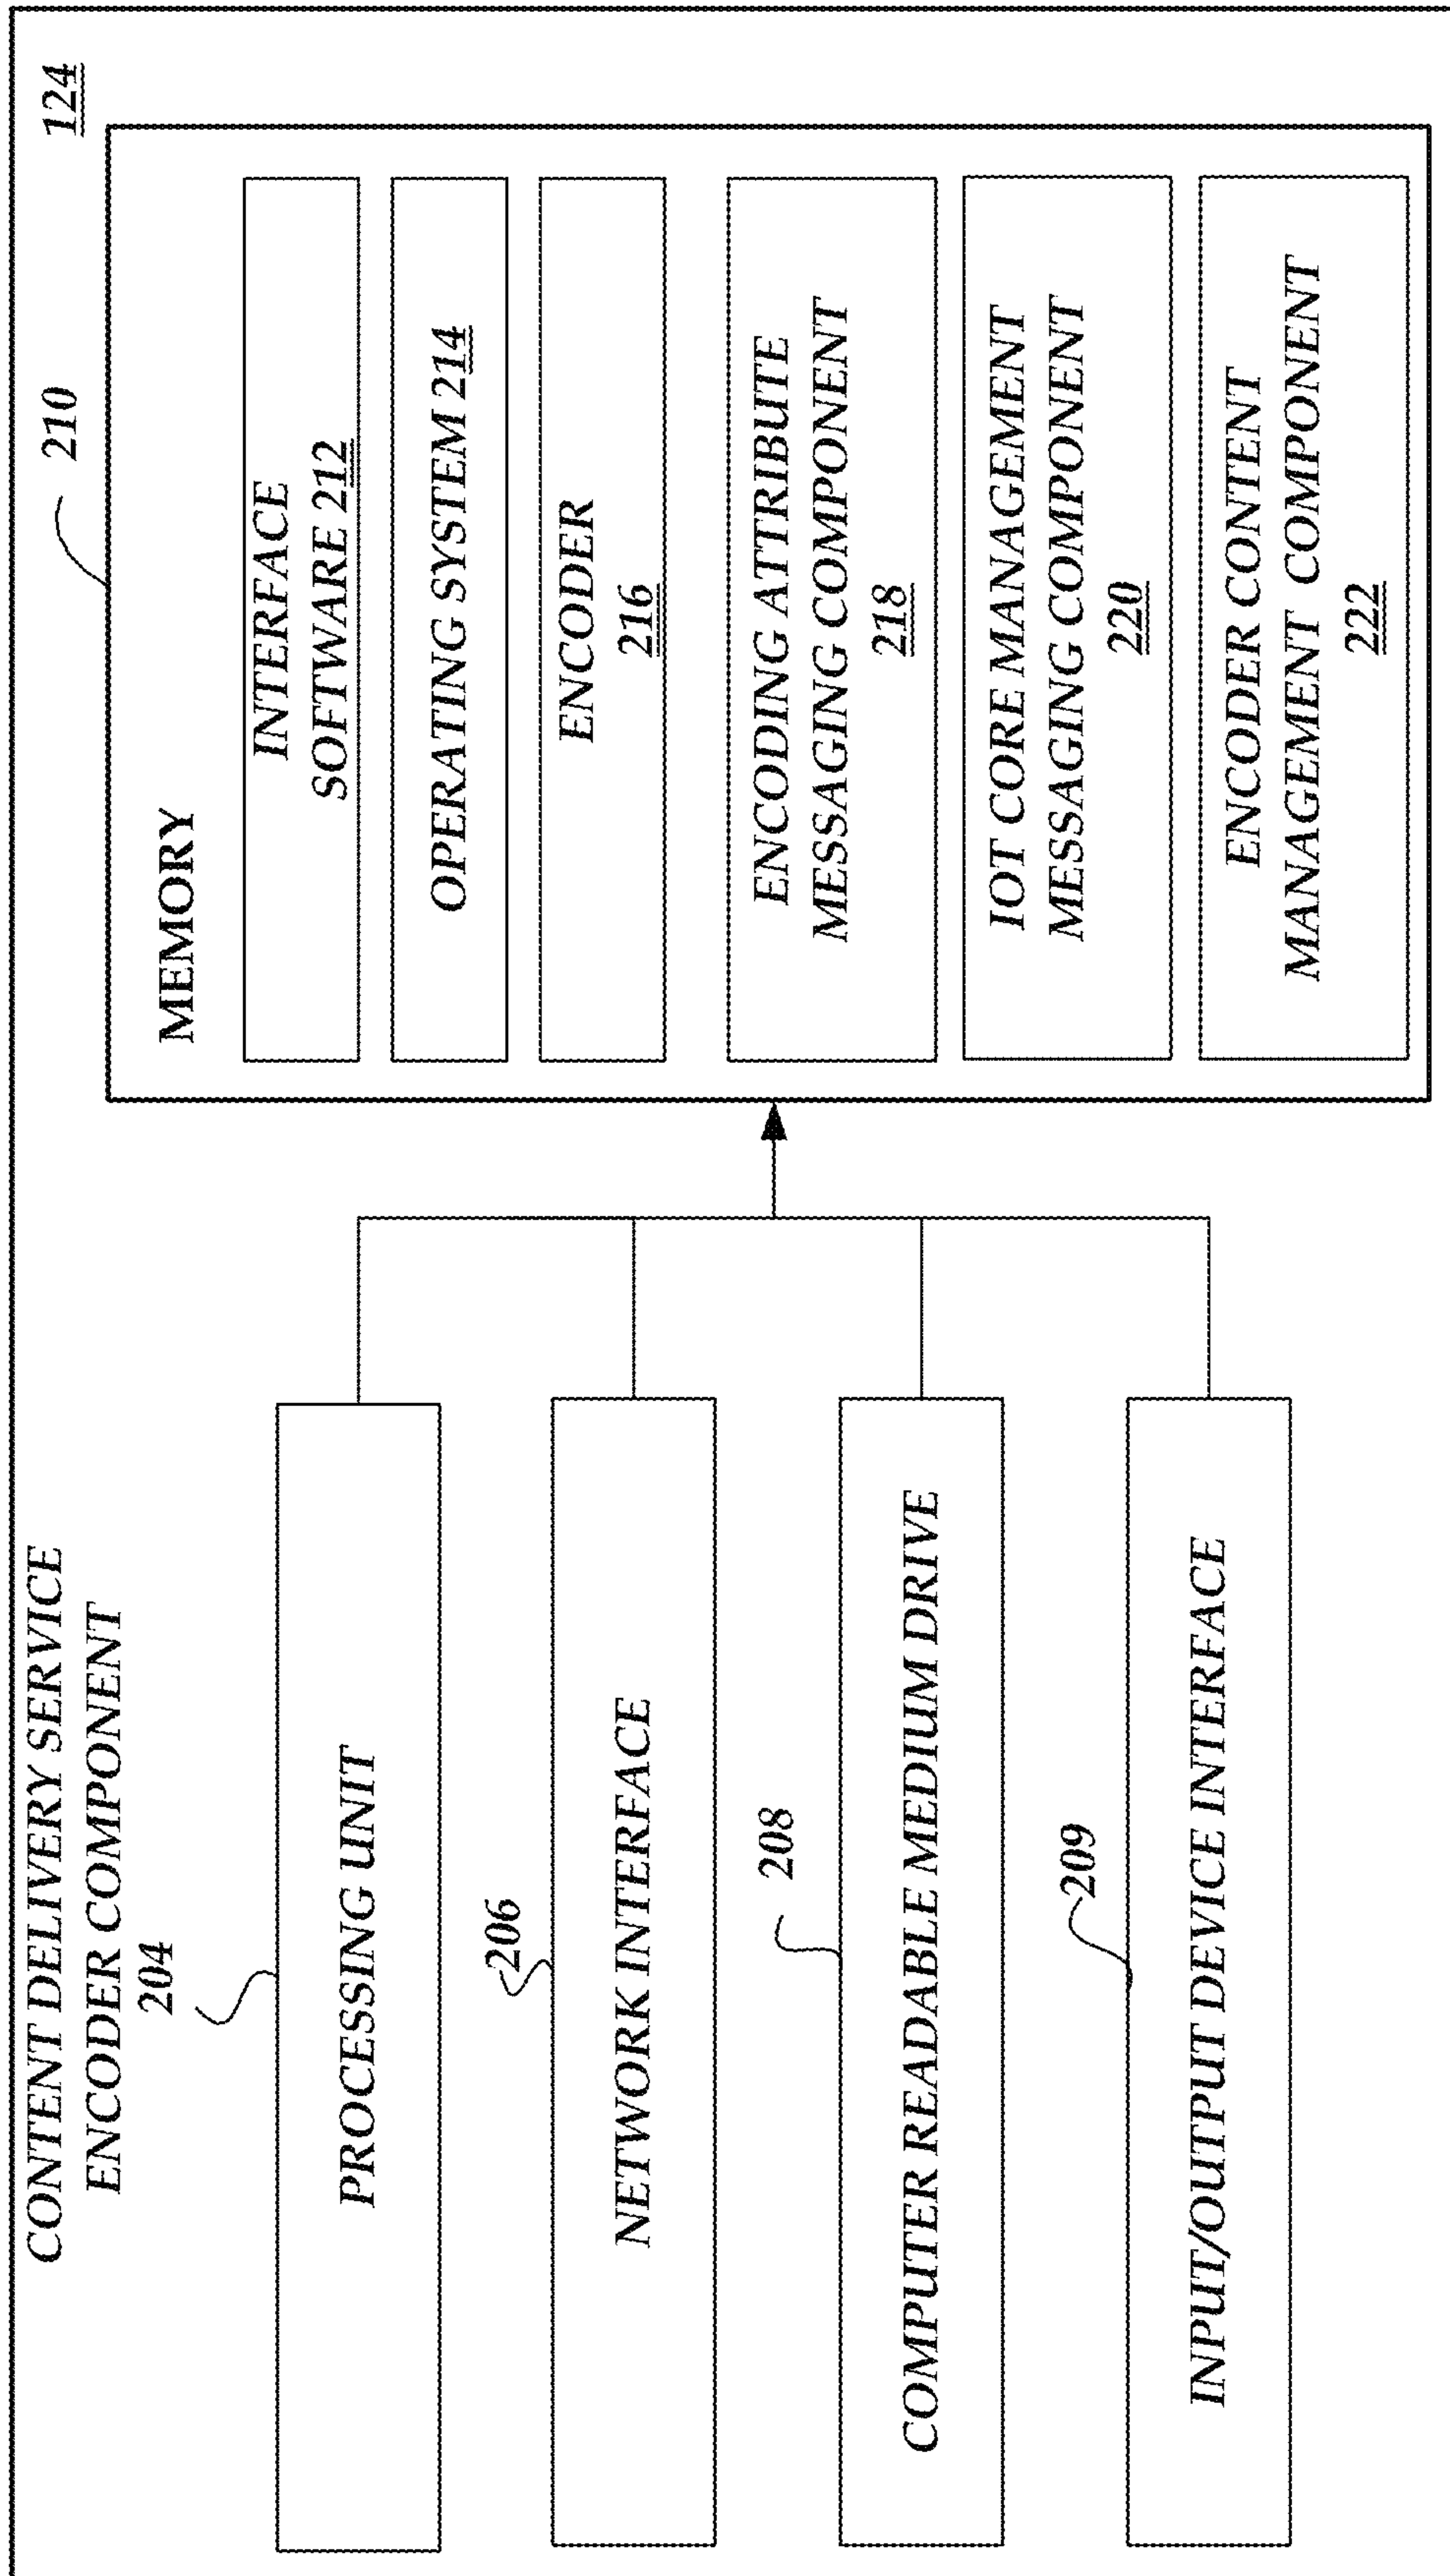 CONTENT DELIVERY SERVICE
ENCODER COMPONENT
124
204
PROCESSING UNIT
206
NETWORK INTERFACE
208
COMPUTER READABLE MEDIUM DRIVE
209
INPUT/OUTPUT DEVICE INTERFACE
210
MEMORY
INTERFACE
SOFTWARE 212
OPERATING SYSTEM 214
ENCODER
216
ENCODING ATTRIBUTE
MESSAGING COMPONENT
218
IOT CORE MANAGEMENT
MESSAGING COMPONENT
220
ENCODER CONTENT
MANAGEMENT COMPONENT
222